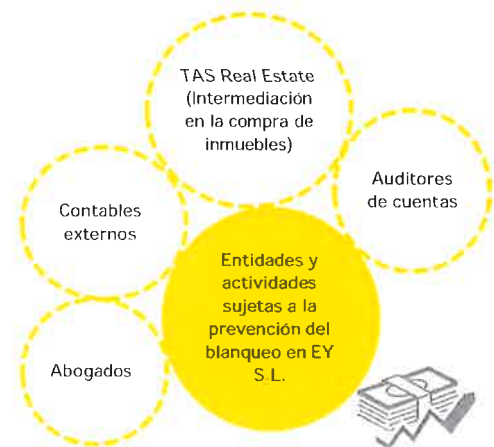 TAS Real Estate
(Intermediación
en la compra de
inmuebles)
Auditores
de cuentas
Contables
externos
Entidades y
actividades
sujetas a la
prevención del
blanqueo en EY
S.L.
Abogados